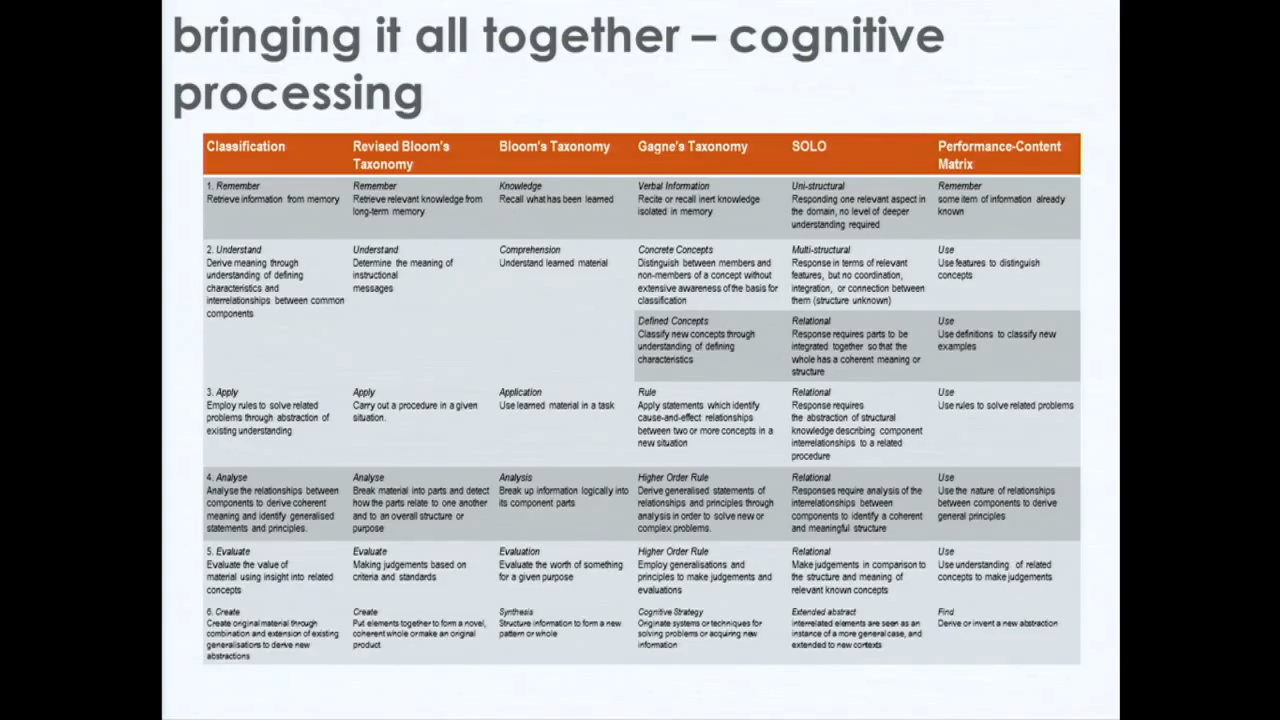 bringing it all together – cognitive
processing
Classification
Revised Bloom's
Taxonomy
Bloom's Taxonomy
Gagne's Taxonomy
SOLO
Performance-Content
Matrix
1. Remember
Retrieve information from memory
Remember
Retrieve relevant knowledge from
long-term memory
Knowledge
Recall what has been learned
Verbal Information
Recite or recall inert knowledge
isolated in memory
Uni-structural
Responding one relevant aspect in
the domain, no level of deeper
understanding required
Remember
some item of information already
known
2. Understand
Derive meaning through
understanding of defining
characteristics and
interrelationships between common
components
Understand
Determine the meaning of
instructional
messages
Comprehension
Understand learned material
Concrete Concepts
Distinguish between members and
non-members of a concept without
extensive awareness of the basis for
classification
Multi-structural
Response in terms of relevant
features, but no coordination,
integration, or connection between
them (structure unknown)
Use
Use features to distinguish
concepts
Defined Concepts
Classify new concepts through
understanding of defining
characteristics
Relational
Response requires parts to be
integrated together so that the
whole has a coherent meaning or
structure
Use
Use definitions to classify new
examples
3. Apply
Employ rules to solve related
problems through abstraction of
existing understanding
Apply
Carry out a procedure in a given
situation.
Application
Use learned material in a task
Rule
Apply statements which identify
cause-and-effect relationships
between two or more concepts in a
new situation
Relational
Response requires
the abstraction of structural
knowledge describing component
interrelationships to a related
procedure
Use
Use rules to solve related problems
4. Analyse
Analyse the relationships between
components to derive coherent
meaning and identify generalised
statements and principles.
Analyse
Break material into parts and detect
how the parts relate to one another
and to an overall structure or
purpose
Analysis
Break up information logically into
its component parts
Higher Order Rule
Derive generalised statements of
relationships and principles through
analysis in order to solve new or
complex problems.
Relational
Responses require analysis of the
interrelationships between
components to identify a coherent
and meaningful structure
Use
Use the nature of relationships
between components to derive
general principles
5. Evaluate
Evaluate the value of
material using insight into related
concepts
Evaluate
Making judgements based on
criteria and standards
Evaluation
Evaluate the worth of something
for a given purpose
Higher Order Rule
Employ generalisations and
principles to make judgements and
evaluations
Relational
Make judgements in comparison to
the structure and meaning of
relevant known concepts
Use
Use understanding of related
concepts to make judgements
6. Create
Create original material through
combination and extension of existing
generalisations to derive new
abstractions
Create
Put elements together to form a novel,
coherent whole or make an original
product
Synthesis
Structure information to form a new
pattern or whole
Cognitive Strategy
Originate systems or techniques for
solving problems or acquiring new
information
Extended abstract
Interrelated elements are seen as an
instance of a more general case, and
extended to new contexts
Find
Derive or invent a new abstraction